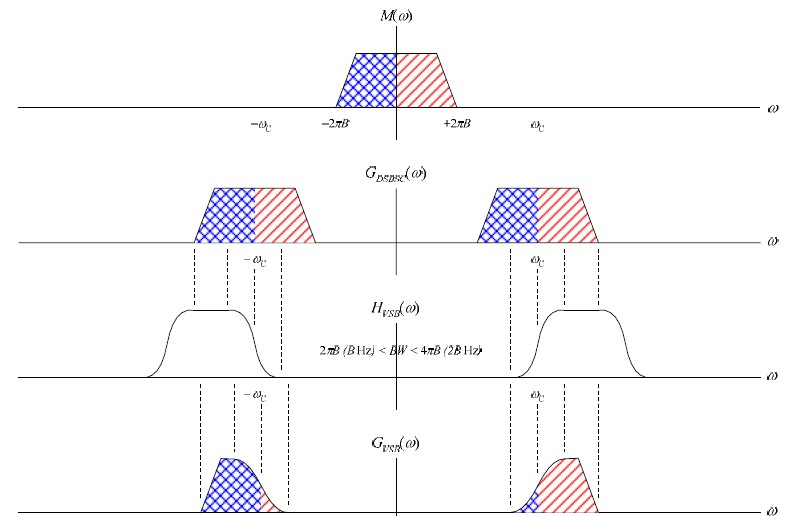 M(ω)
ω
−ω_C −2πB +2πB ω_C
G_DSBSC(ω)
ω
−ω_C ω_C
H_VSB(ω)
2πB (B Hz) < BW < 4πB (2B Hz)
ω
−ω_C ω_C
G_VSB(ω)
ω